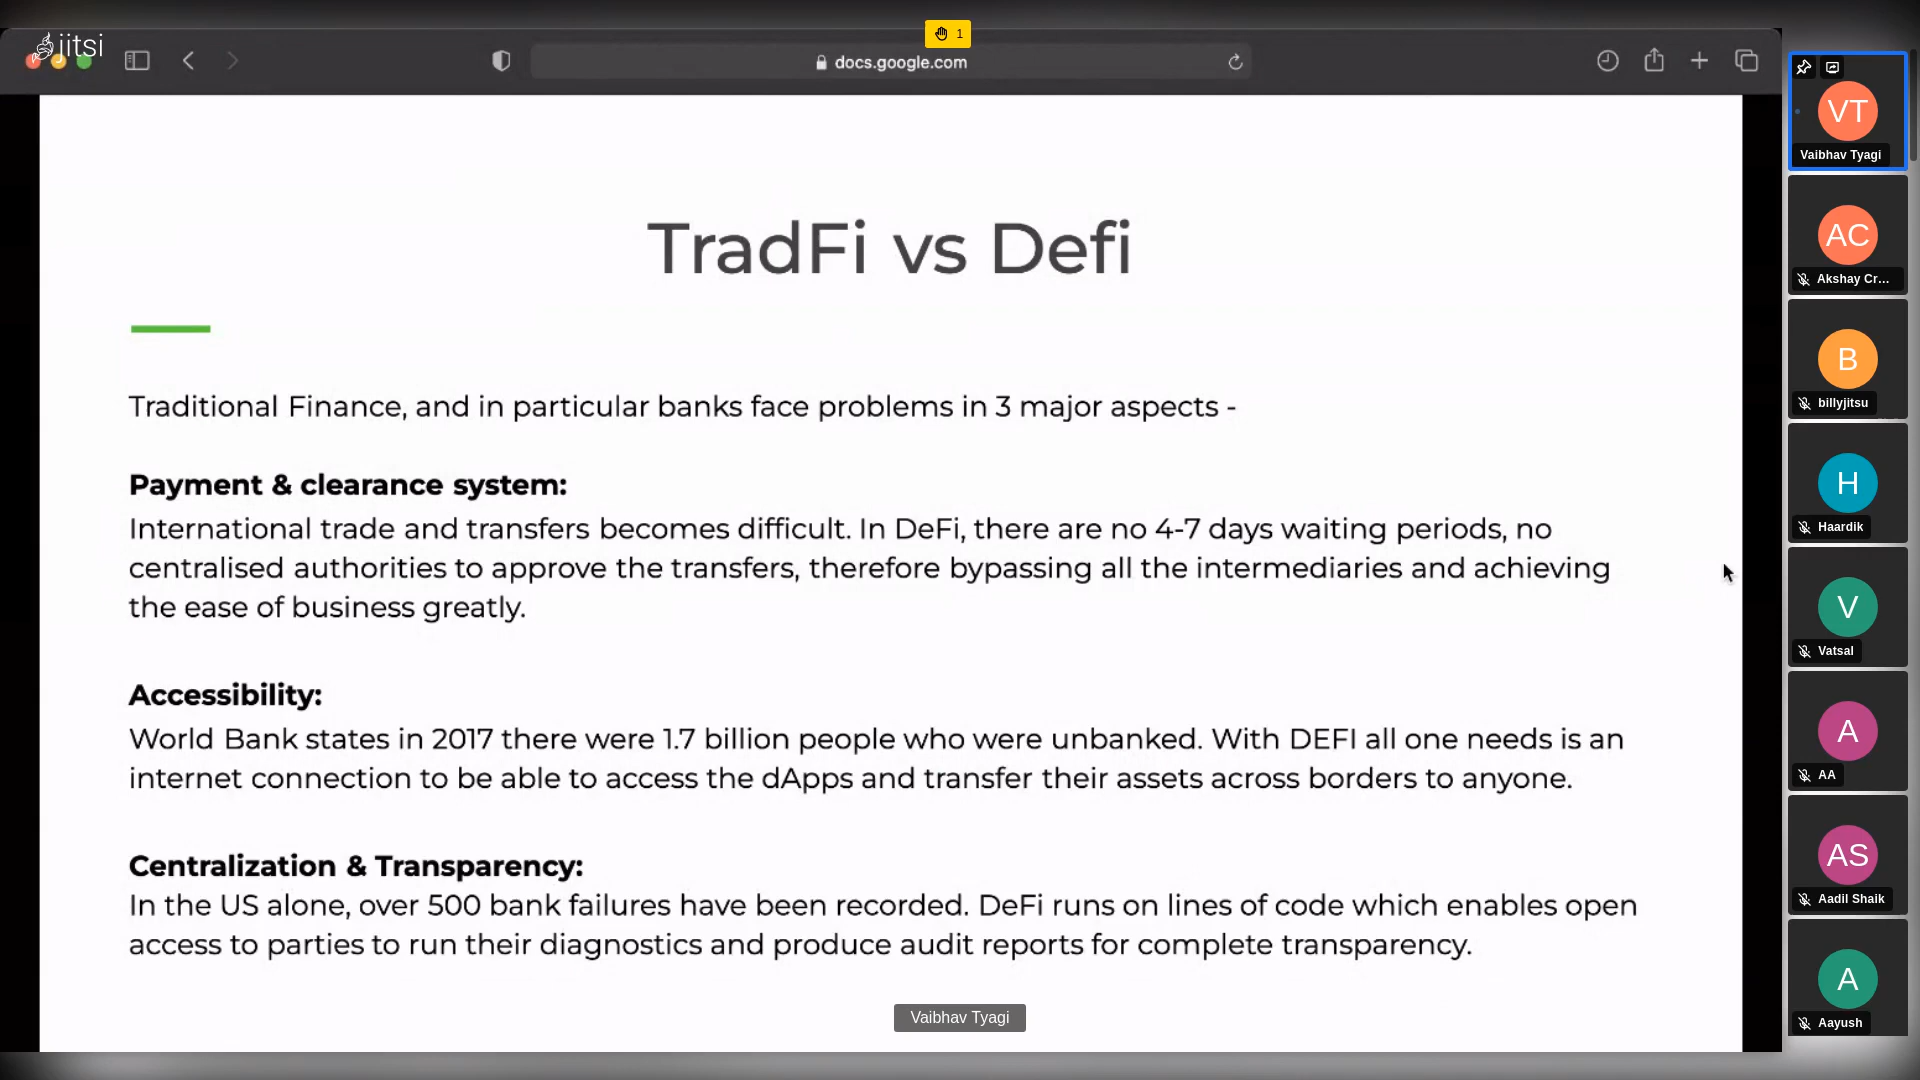 jitsi
1
docs.google.com
TradFi vs Defi
Traditional Finance, and in particular banks face problems in 3 major aspects -
Payment & clearance system:
International trade and transfers becomes difficult. In DeFi, there are no 4-7 days waiting periods, no
centralised authorities to approve the transfers, therefore bypassing all the intermediaries and achieving
the ease of business greatly.
Accessibility:
World Bank states in 2017 there were 1.7 billion people who were unbanked. With DEFI all one needs is an
internet connection to be able to access the dApps and transfer their assets across borders to anyone.
Centralization & Transparency:
In the US alone, over 500 bank failures have been recorded. DeFi runs on lines of code which enables open
access to parties to run their diagnostics and produce audit reports for complete transparency.
Vaibhav Tyagi
VT
Vaibhav Tyagi
AC
Akshay Cr...
B
billyjitsu
H
Haardik
V
Vatsal
A
AA
AS
Aadil Shaik
A
Aayush